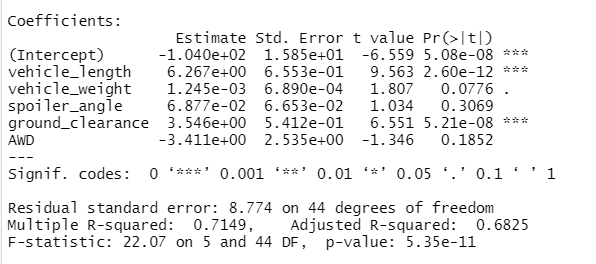 Coefficients:
                  Estimate Std. Error t value Pr(>|t|)
(Intercept)     -1.040e+02  1.585e+01  -6.559 5.08e-08 ***
vehicle_length   6.267e+00  6.553e-01   9.563 2.60e-12 ***
vehicle_weight   1.245e-03  6.890e-04   1.807   0.0776 .
spoiler_angle    6.877e-02  6.653e-02   1.034   0.3069
ground_clearance 3.546e+00  5.412e-01   6.551 5.21e-08 ***
AWD             -3.411e+00  2.535e+00  -1.346   0.1852
---
Signif. codes:  0 ‘***’ 0.001 ‘**’ 0.01 ‘*’ 0.05 ‘.’ 0.1 ‘ ’ 1
Residual standard error: 8.774 on 44 degrees of freedom
Multiple R-squared:  0.7149,	Adjusted R-squared:  0.6825
F-statistic: 22.07 on 5 and 44 DF,  p-value: 5.35e-11